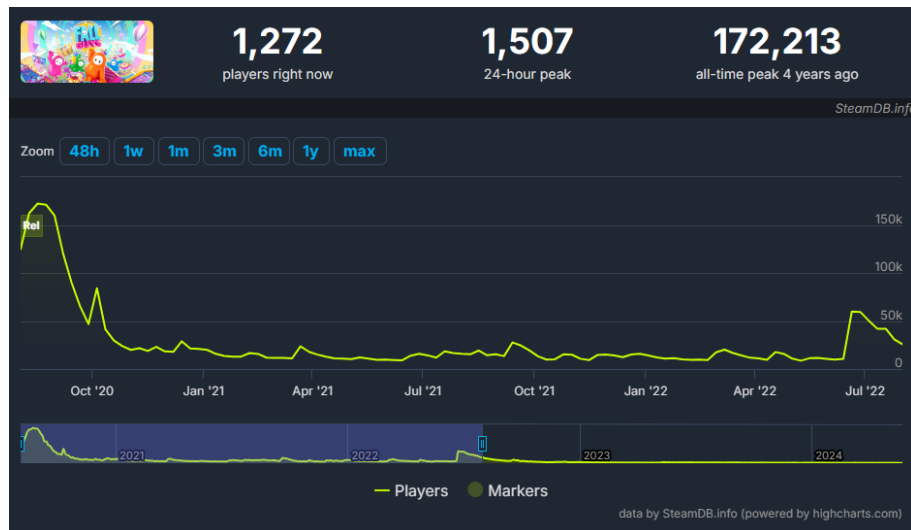 FALL
GUYS
1,272
1,507
172,213
players right now
24-hour peak
all-time peak 4 years ago
SteamDB.info
Zoom 48h 1w 1m 3m 6m 1y max
Rel
150k
100k
50k
0
Oct '20 Jan '21 Apr '21 Jul '21 Oct '21 Jan '22 Apr '22 Jul '22
2021 2022 2023 2024
Players Markers
data by SteamDB.info (powered by highcharts.com)